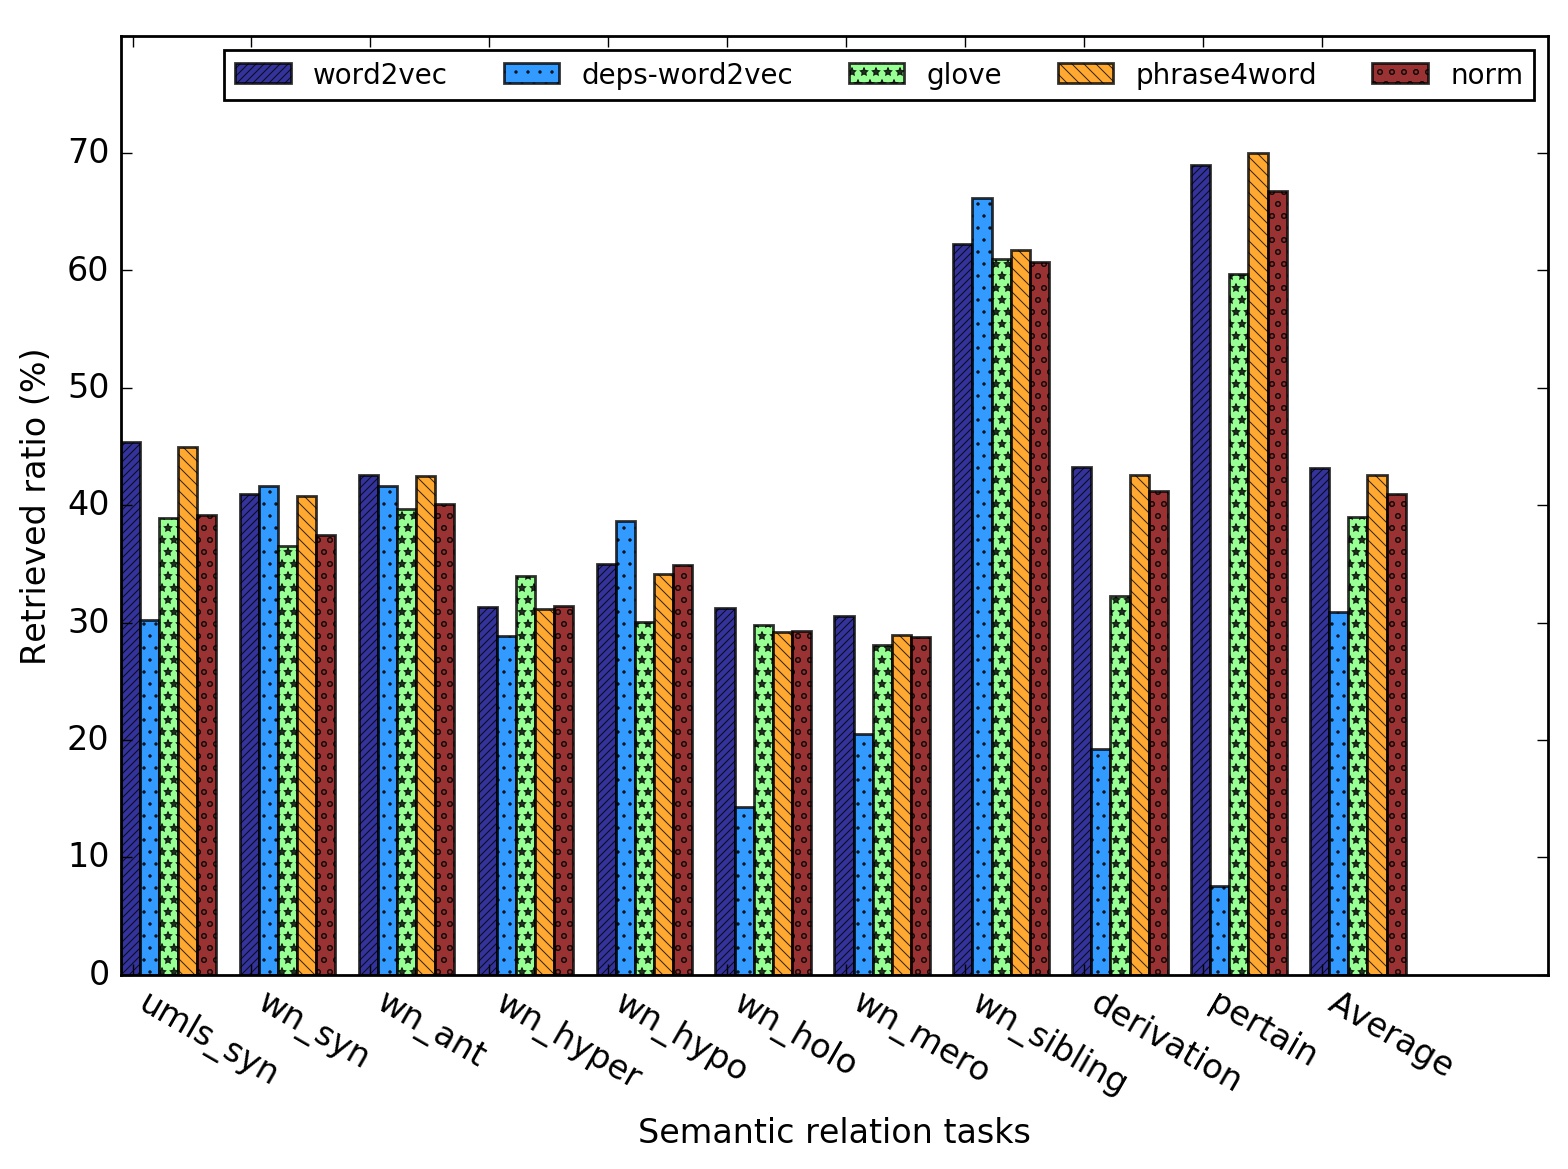 word2vec deps-word2vec glove phrase4word norm
70
60
50
40
30
20
10
0
Retrieved ratio (%)
umls_syn wn_syn wn_ant wn_hyper wn_hypo wn_holo wn_mero wn_sibling derivation pertain Average
Semantic relation tasks